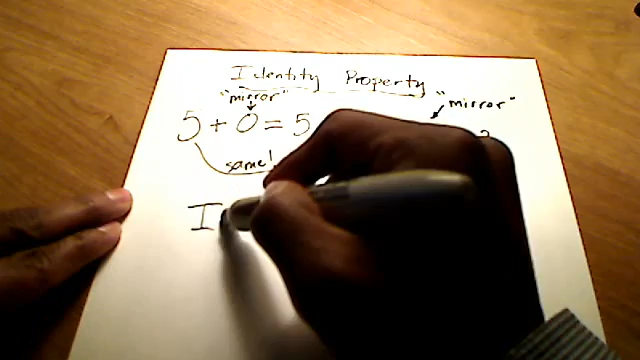 Identity Property
"mirror"
"mirror"
5 + 0 = 5
same!
I